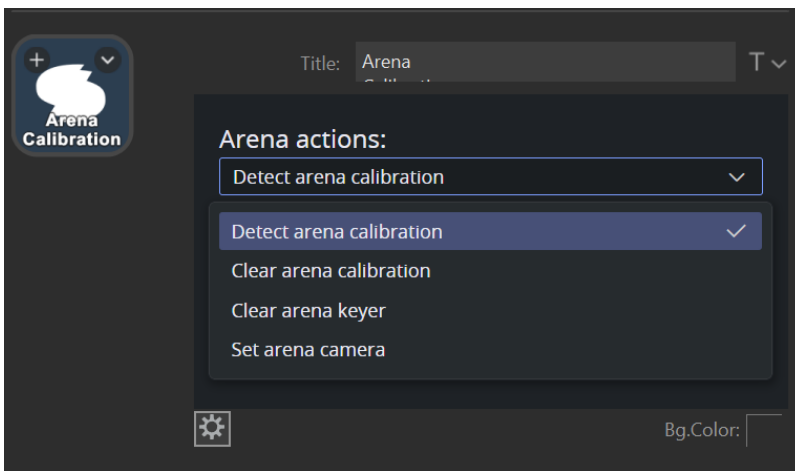 Arena
Calibration
Title:
Arena
T
Arena actions:
Detect arena calibration
Detect arena calibration
Clear arena calibration
Clear arena keyer
Set arena camera
Bg.Color: